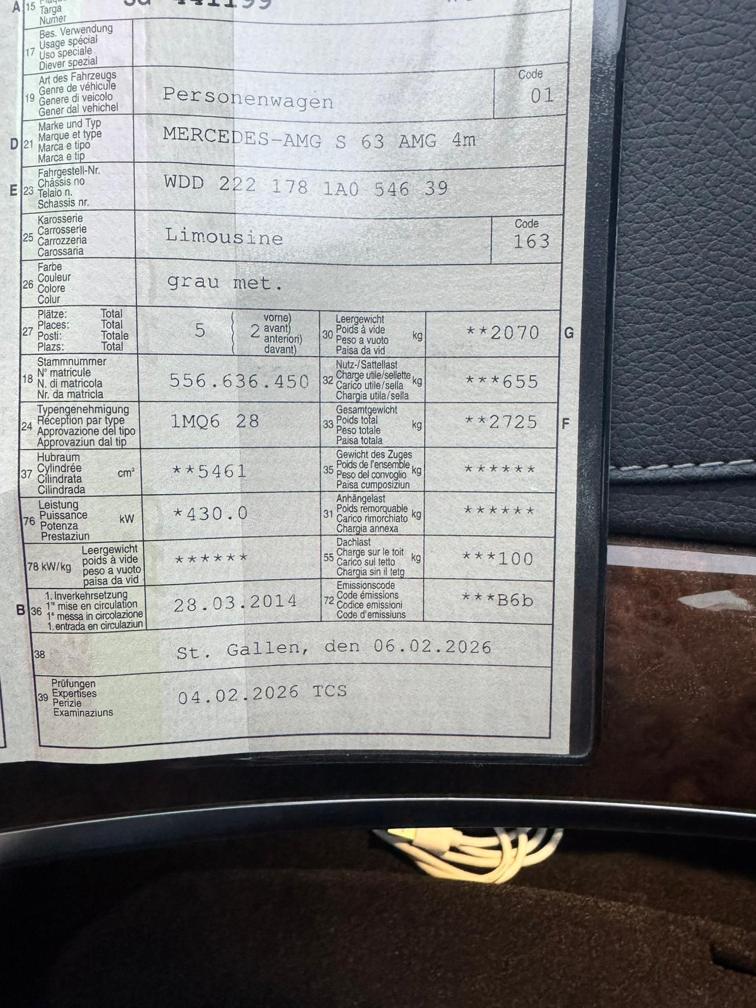 A 15 Targa
Numer
17 Bes. Verwendung
Usage spécial
Uso speciale
Diever spezial
19 Art des Fahrzeugs
Genre de véhicule
Genere di veicolo
Gener dal vehichel
Personenwagen
Code
01
D 21 Marke und Typ
Marque et type
Marca e tipo
Marca e tip
MERCEDES-AMG S 63 AMG 4m
E 23 Fahrgestell-Nr.
Châssis no
Telaio n.
Schassis nr.
WDD 222 178 1A0 546 39
25 Karosserie
Carrosserie
Carrozzeria
Carossaria
Limousine
Code
163
26 Farbe
Couleur
Colore
Colur
grau met.
27 Plätze: Total
Places: Total
Posti: Totale
Plazs: Total
5 ( 2 vorne)
avant)
anterion)
davant)
30 Leergewicht
Poids à vide
Peso a vuoto
Paisa da vid
kg
**2070
G
18 Stammnummer
N° matricule
N. di matricola
Nr. da matricla
556.636.450
32 Nutz-/Sattellast
Charge utile/sellette
Carico utile/sella
Chargia utila/sella
kg
***655
24 Typengenehmigung
Réception par type
Approvazione del tipo
Approvaziun dal tip
1MQ6 28
33 Gesamtgewicht
Poids total
Peso totale
Paisa totala
kg
**2725
F
37 Hubraum
Cylindrée
Cilindrata
Cilindrada
cm³
**5461
35 Gewicht des Zuges
Poids de l'ensemble
Peso del convoglio
Paisa cumposiziun
kg
******
76 Leistung
Puissance
Potenza
Prestaziun
kW
*430.0
31 Anhängelast
Poids remorquable
Carico rimorchiato
Chargia annexa
kg
******
78 kW/kg Leergewicht
poids à vide
peso a vuoto
paisa da vid
******
55 Dachlast
Charge sur le toit
Carico sul tetto
Chargia sin il tetg
kg
***100
B 36 1. Inverkehrsetzung
1re mise en circulation
1a messa in circolazione
1. entrada en circulaziun
28.03.2014
72 Emissionscode
Code émissions
Codice emissioni
Code d'emissiuns
***B6b
38 St. Gallen, den 06.02.2026
39 Prüfungen
Expertises
Perizie
Examinaziuns
04.02.2026 TCS